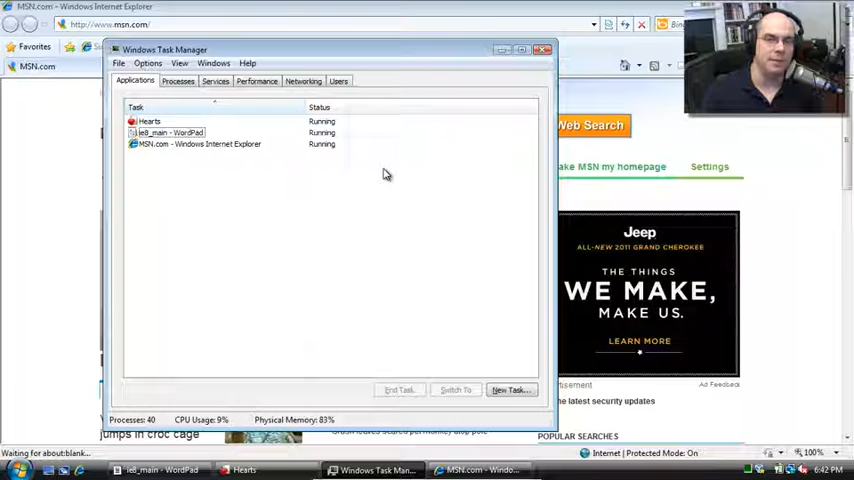 MSN.com - Windows Internet Explorer
http://www.msn.com/
Favorites
MSN.com
Windows Task Manager
File Options View Windows Help
Applications Processes Services Performance Networking Users
Task Status
Hearts Running
ie8_main - WordPad Running
MSN.com - Windows Internet Explorer Running
End Task Switch To New Task...
Processes: 40 CPU Usage: 9% Physical Memory: 83%
Web Search
ake MSN my homepage Settings
Jeep
ALL-NEW 2011 GRAND CHEROKEE
THE THINGS
WE MAKE,
MAKE US.
LEARN MORE
tisement Ad Feedback
the latest security updates
POPULAR SEARCHES
jumps in croc cage
Waiting for about:blank... Internet | Protected Mode: On 100%
ie8_main - WordPad Hearts Windows Task Man... MSN.com - Windo... 6:42 PM